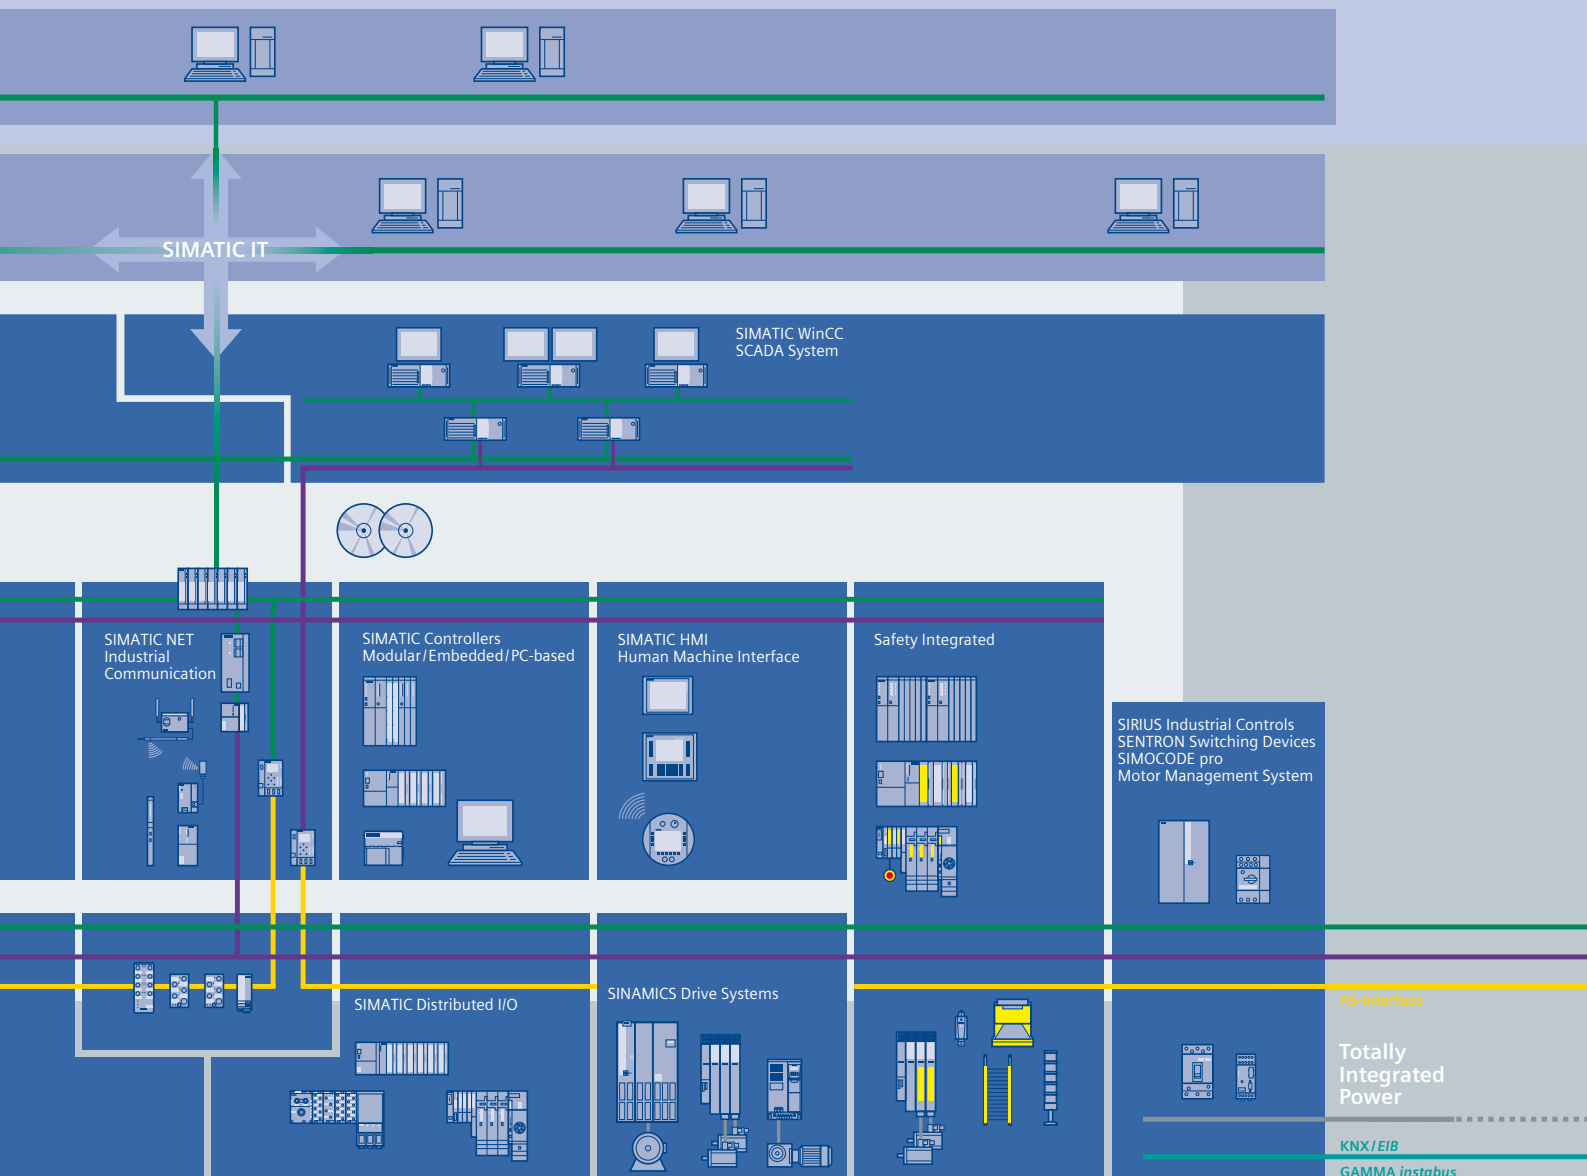 SIMATIC IT
SIMATIC WinCC
SCADA System
SIMATIC NET
Industrial
Communication
SIMATIC Controllers
Modular/Embedded/PC-based
SIMATIC HMI
Human Machine Interface
Safety Integrated
SIRIUS Industrial Controls
SENTRON Switching Devices
SIMOCODE pro
Motor Management System
SIMATIC Distributed I/O
SINAMICS Drive Systems
AS-Interface
Totally
Integrated
Power
KNX/EIB
GAMMA instabus